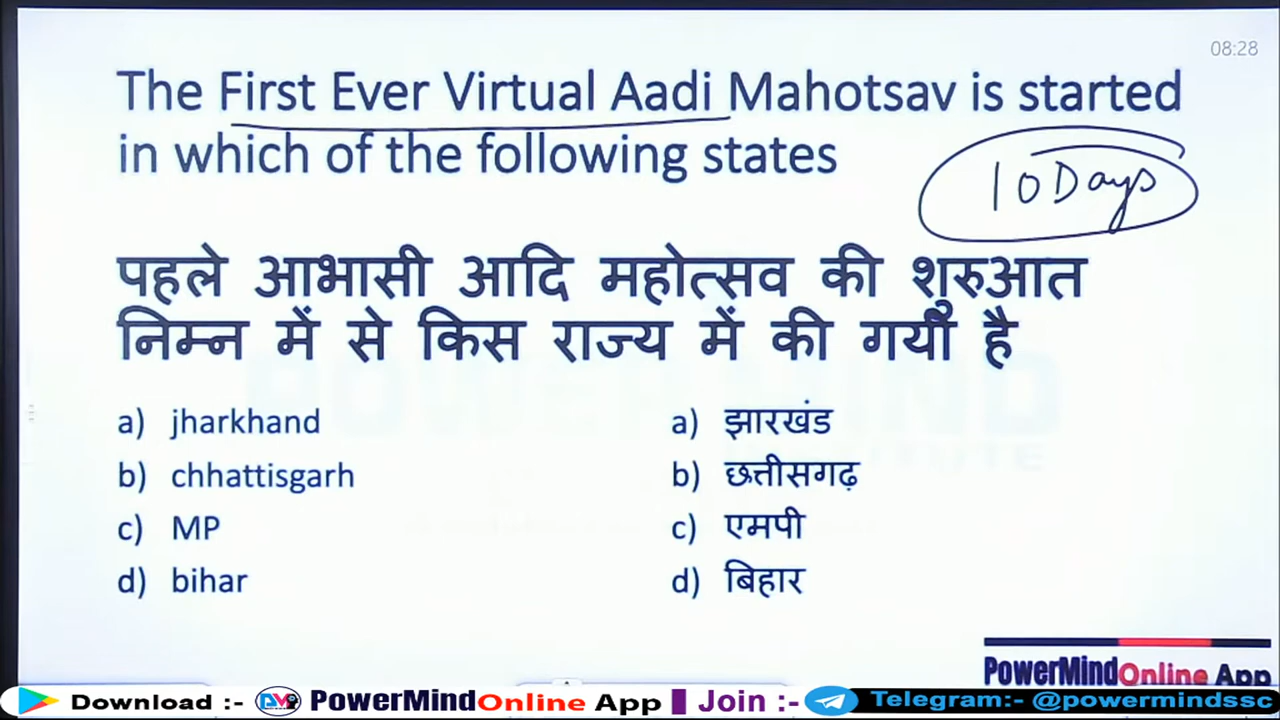 08:28
The First Ever Virtual Aadi Mahotsav is started
in which of the following states
10 Days
पहले आभासी आदि महोत्सव की शुरुआत
निम्न में से किस राज्य में की गयी है
a) jharkhand
b) chhattisgarh
c) MP
d) bihar
a) झारखंड
b) छत्तीसगढ़
c) एमपी
d) बिहार
PowerMindOnline App
Download :- PowerMindOnline App Join :- Telegram:- @powermindssc